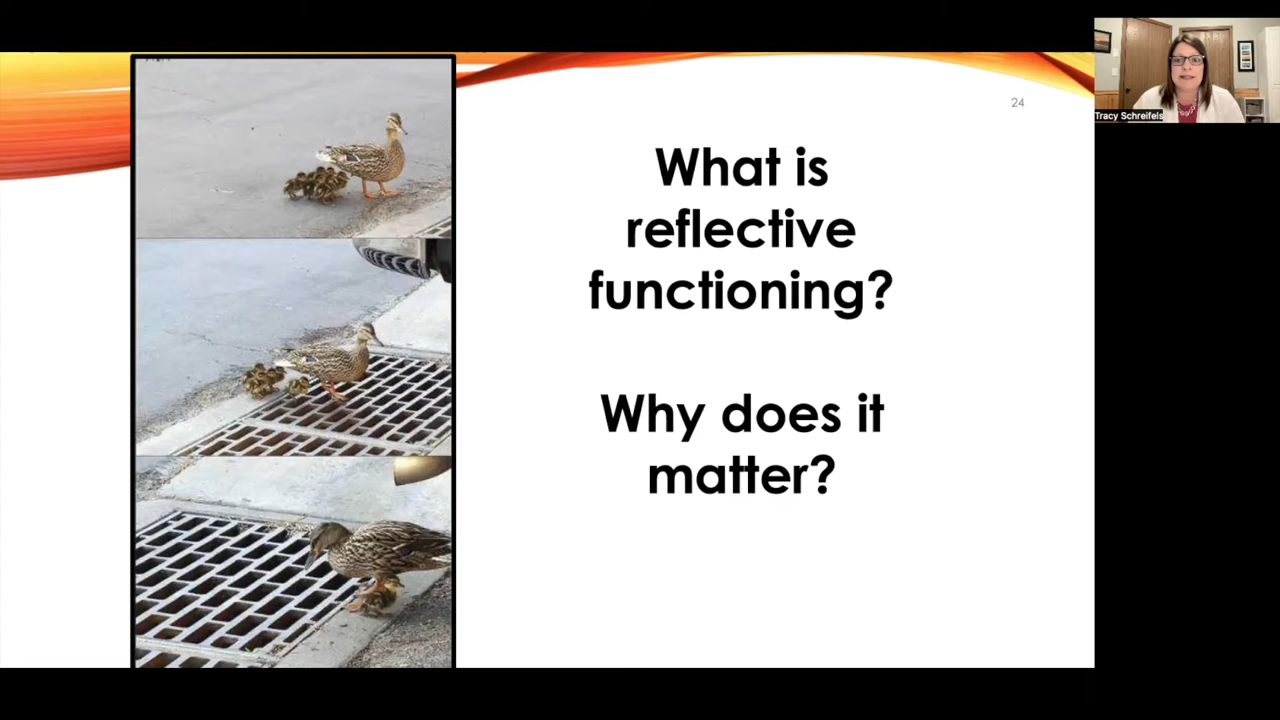 24
What is
reflective
functioning?
Why does it
matter?
Tracy Schreifels